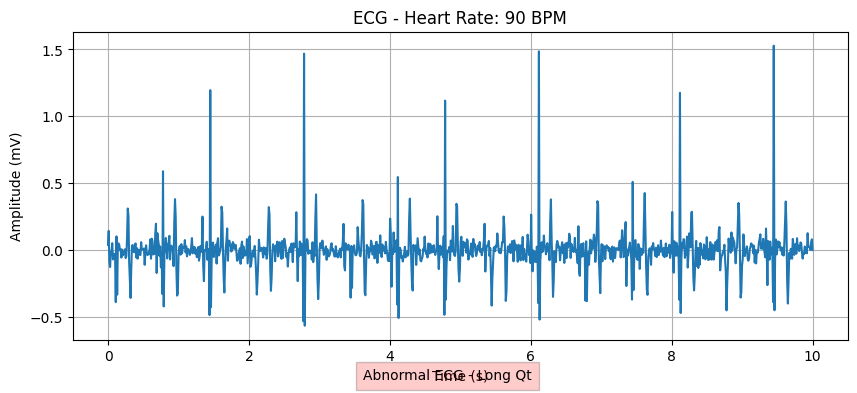 ECG - Heart Rate: 90 BPM
Amplitude (mV)
1.5
1.0
0.5
0.0
−0.5
0
2
4
6
8
10
Time (s)
Abnormal ECG - Long Qt